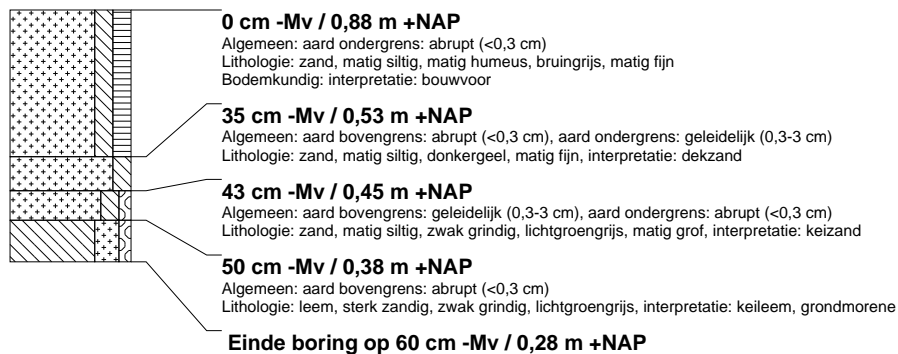 0 cm -Mv / 0,88 m +NAP
Algemeen: aard ondergrens: abrupt (<0,3 cm)
Lithologie: zand, matig siltig, matig humeus, bruingrijs, matig fijn
Bodemkundig: interpretatie: bouwvoor
35 cm -Mv / 0,53 m +NAP
Algemeen: aard bovengrens: abrupt (<0,3 cm), aard ondergrens: geleidelijk (0,3-3 cm)
Lithologie: zand, matig siltig, donkergeel, matig fijn, interpretatie: dekzand
43 cm -Mv / 0,45 m +NAP
Algemeen: aard bovengrens: geleidelijk (0,3-3 cm), aard ondergrens: abrupt (<0,3 cm)
Lithologie: zand, matig siltig, zwak grindig, lichtgroengrijs, matig grof, interpretatie: keizand
50 cm -Mv / 0,38 m +NAP
Algemeen: aard bovengrens: abrupt (<0,3 cm)
Lithologie: leem, sterk zandig, zwak grindig, lichtgroengrijs, interpretatie: keileem, grondmorene
Einde boring op 60 cm -Mv / 0,28 m +NAP